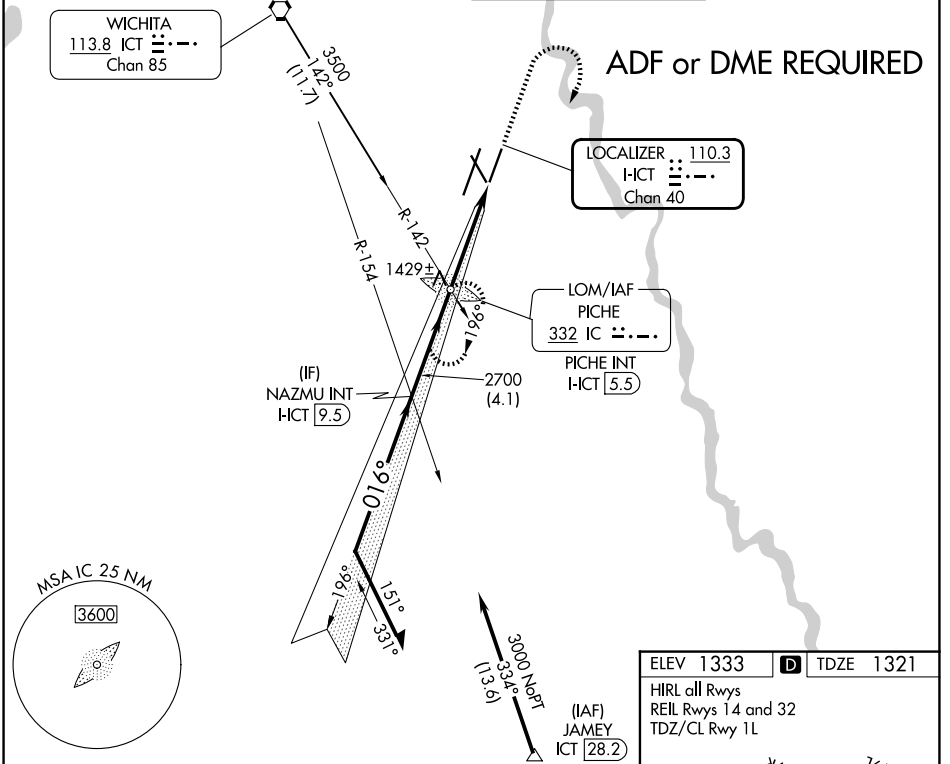 WICHITA
113.8 ICT
Chan 85
3500
142°
(11.7)
ADF or DME REQUIRED
LOCALIZER 110.3
I-ICT
Chan 40
R-142
R-154
1429±
196°
LOM/IAF
PICHE
332 IC
PICHE INT
I-ICT 5.5
(IF)
NAZMU INT
I-ICT 9.5
2700
(4.1)
016°
196°
151°
331°
MSA IC 25 NM
3600
3000 NoPT
334°
(13.6)
(IAF)
JAMEY
ICT 28.2
ELEV 1333 D TDZE 1321
HIRL all Rwys
REIL Rwys 14 and 32
TDZ/CL Rwy 1L